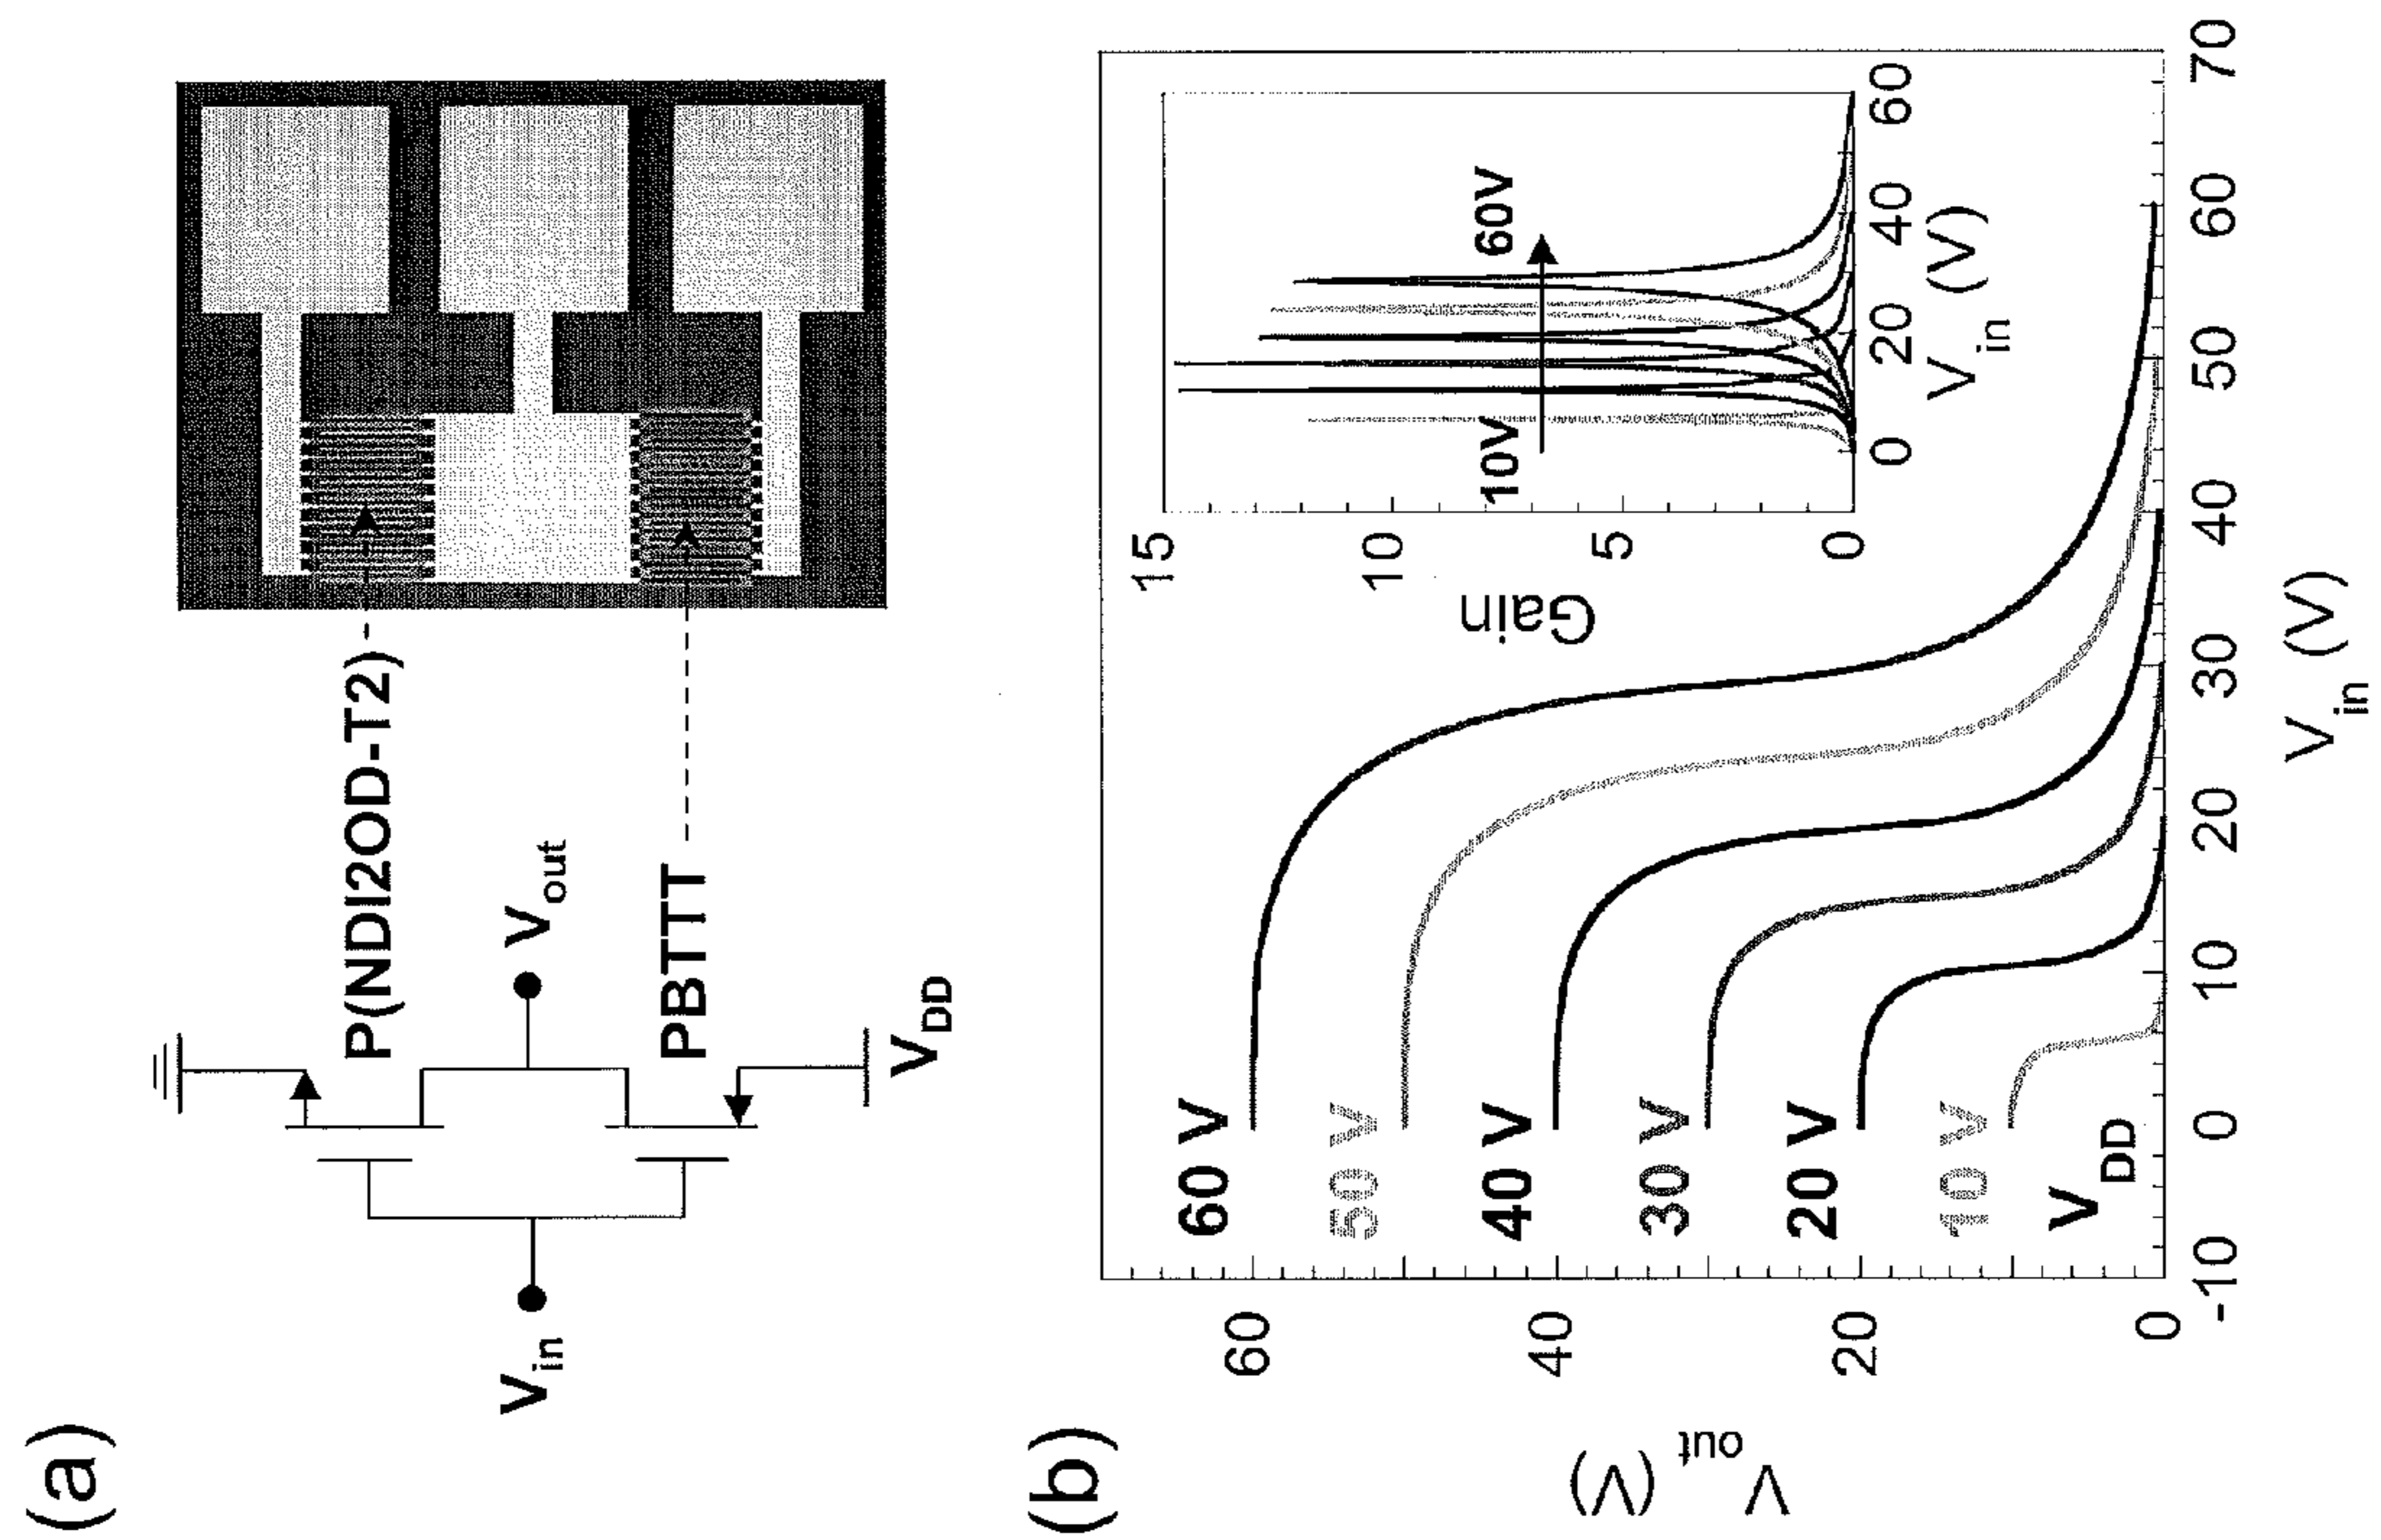 (a)
V_in
V_out
V_DD
P(NDI2OD-T2)
PBTTT
(b)
V_out (V)
60
40
20
0
60 V
50 V
40 V
30 V
20 V
10 V
V_DD
-10 0 10 20 30 40 50 60 70
V_in (V)
Gain
15
10
5
0
10V 60V
0 20 40 60
V_in (V)